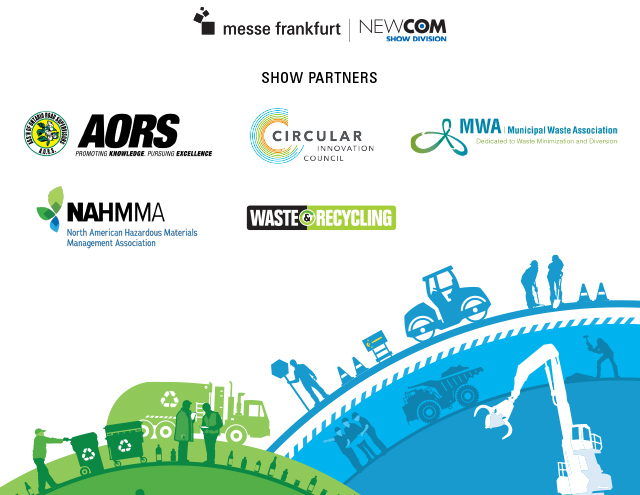 messe frankfurt | NEWCOM
SHOW DIVISION
SHOW PARTNERS
AORS
PROMOTING KNOWLEDGE. PURSUING EXCELLENCE
CIRCULAR
INNOVATION
COUNCIL
MWA | Municipal Waste Association
Dedicated to Waste Minimization and Diversion
NAHMMA
North American Hazardous Materials
Management Association
WASTE & RECYCLING